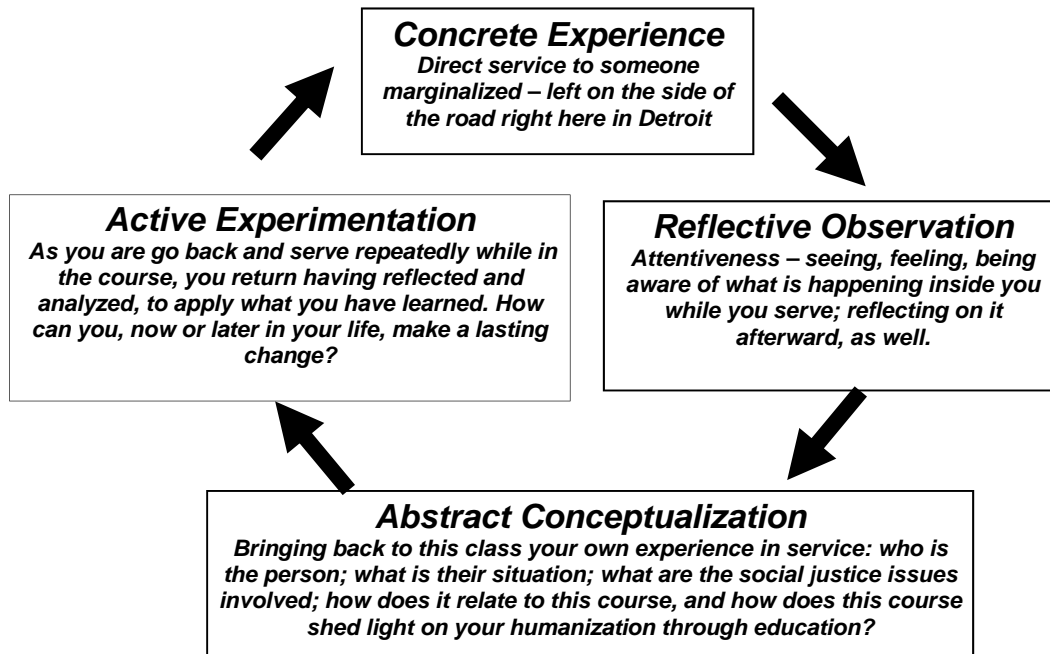 Concrete Experience
Direct service to someone
marginalized – left on the side of
the road right here in Detroit
Active Experimentation
As you are go back and serve repeatedly while in
the course, you return having reflected and
analyzed, to apply what you have learned. How
can you, now or later in your life, make a lasting
change?
Reflective Observation
Attentiveness – seeing, feeling, being
aware of what is happening inside you
while you serve; reflecting on it
afterward, as well.
Abstract Conceptualization
Bringing back to this class your own experience in service: who is
the person; what is their situation; what are the social justice issues
involved; how does it relate to this course, and how does this course
shed light on your humanization through education?